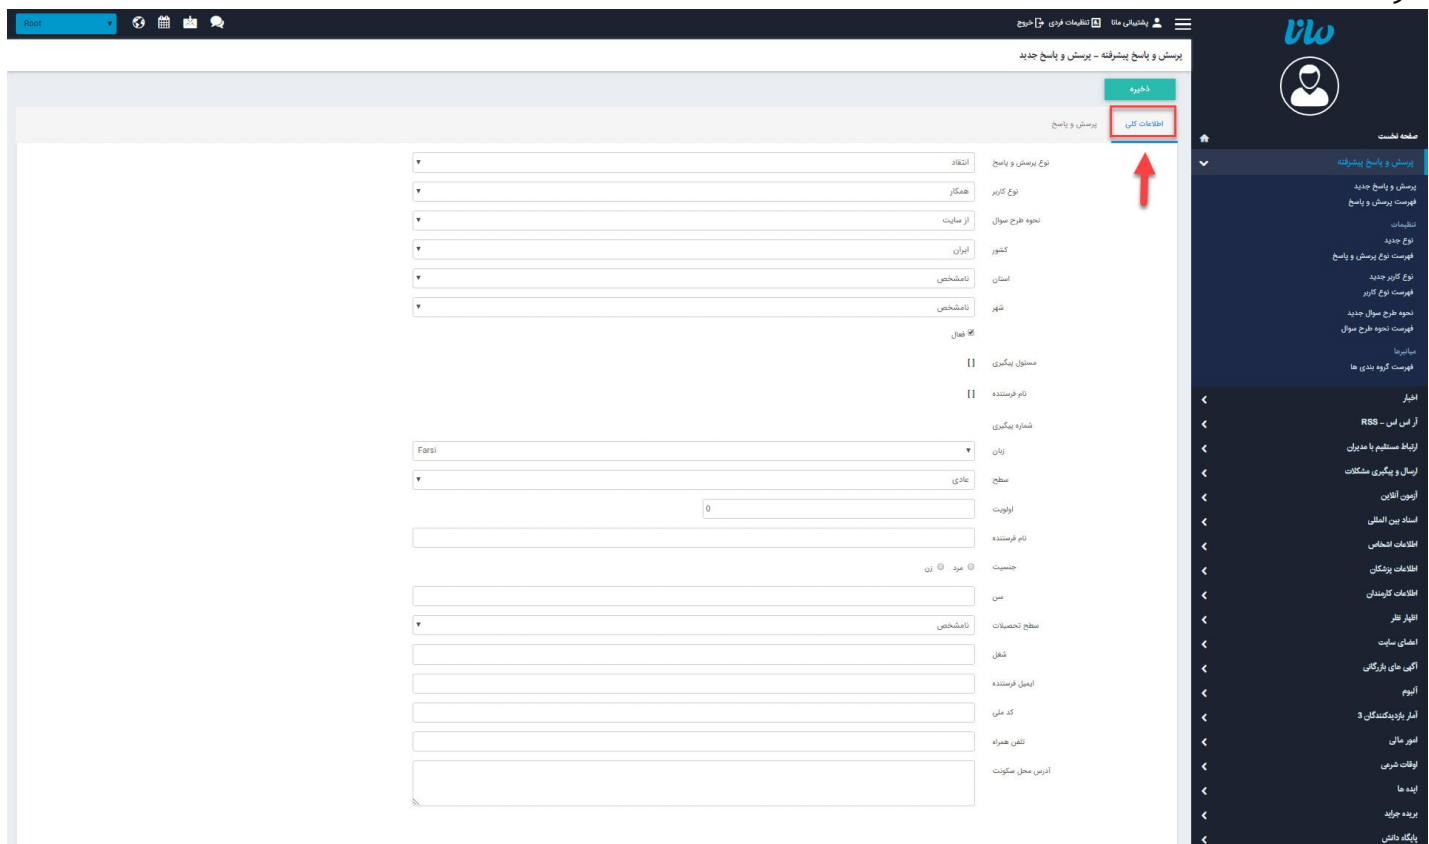 مانا
پشتیبانی مانا تنظیمات فردی خروج
Root
پرسش و پاسخ پیشرفته - پرسش و پاسخ جدید
ذخیره
اطلاعات کلی پرسش و پاسخ
نوع پرسش و پاسخ انتقاد
نوع کاربر همکار
نحوه طرح سوال از سایت
کشور ایران
استان نامشخص
شهر نامشخص
فعال
مسئول پیگیری [ ]
نام فرستنده [ ]
شماره پیگیری
زبان Farsi
سطح عادی
اولویت 0
نام فرستنده
جنسیت مرد زن
سن
سطح تحصیلات نامشخص
شغل
ایمیل فرستنده
کد ملی
تلفن همراه
آدرس محل سکونت
صفحه نخست
پرسش و پاسخ پیشرفته
پرسش و پاسخ جدید
فهرست پرسش و پاسخ
تنظیمات
نوع جدید
فهرست نوع پرسش و پاسخ
نوع کاربر جدید
فهرست نوع کاربر
نحوه طرح سوال جدید
فهرست نحوه طرح سوال
میانبرها
فهرست گروه بندی ها
اخبار
آر اس اس - RSS
ارتباط مستقیم با مدیران
ارسال و پیگیری مشکلات
آزمون آنلاین
اسناد بین المللی
اطلاعات اشخاص
اطلاعات پزشکان
اطلاعات کارمندان
اظهار نظر
اعضای سایت
آگهی های بازرگانی
آلبوم
آمار بازدیدکنندگان 3
امور مالی
اوقات شرعی
ایده ها
بریده جراید
پایگاه دانش